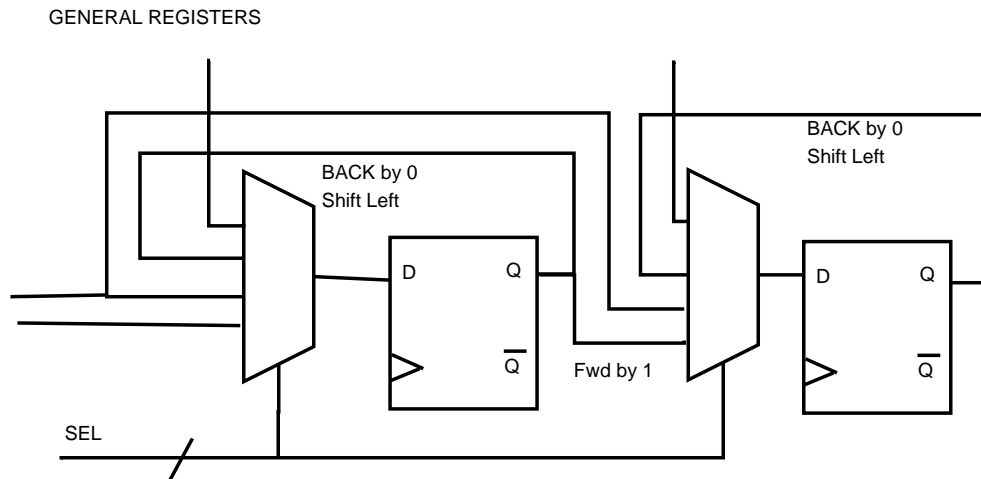 GENERAL REGISTERS
BACK by 0
Shift Left
BACK by 0
Shift Left
D
Q
Q
Fwd by 1
D
Q
Q
SEL